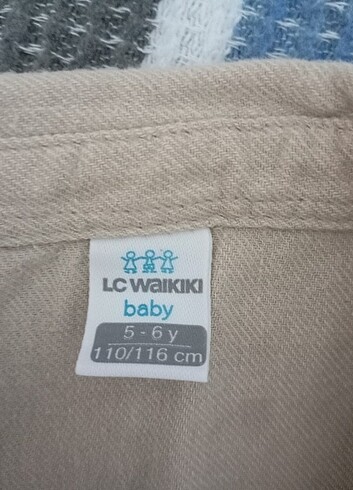 LC WAIKIKI
baby
5 - 6 y
110/116 cm